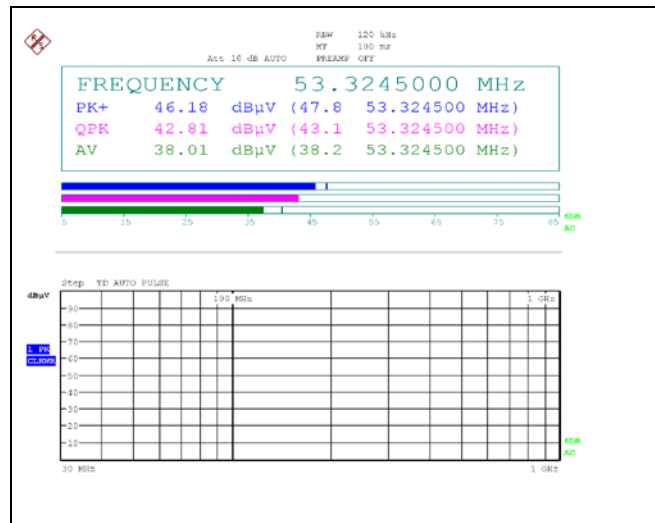 RBW 120 kHz
MT 100 ms
Att 10 dB AUTO PREAMP OFF
FREQUENCY 53.3245000 MHz
PK+ 46.18 dBµV (47.8 53.324500 MHz)
QPK 42.81 dBµV (43.1 53.324500 MHz)
AV 38.01 dBµV (38.2 53.324500 MHz)
5 15 25 35 45 55 65 75 85
6DB
AC
Step TD AUTO PULSE
dBµV 100 MHz 1 GHz
90
80
70
1 PK
CLRWR
60
50
40
30
20
10
6DB
AC
30 MHz 1 GHz